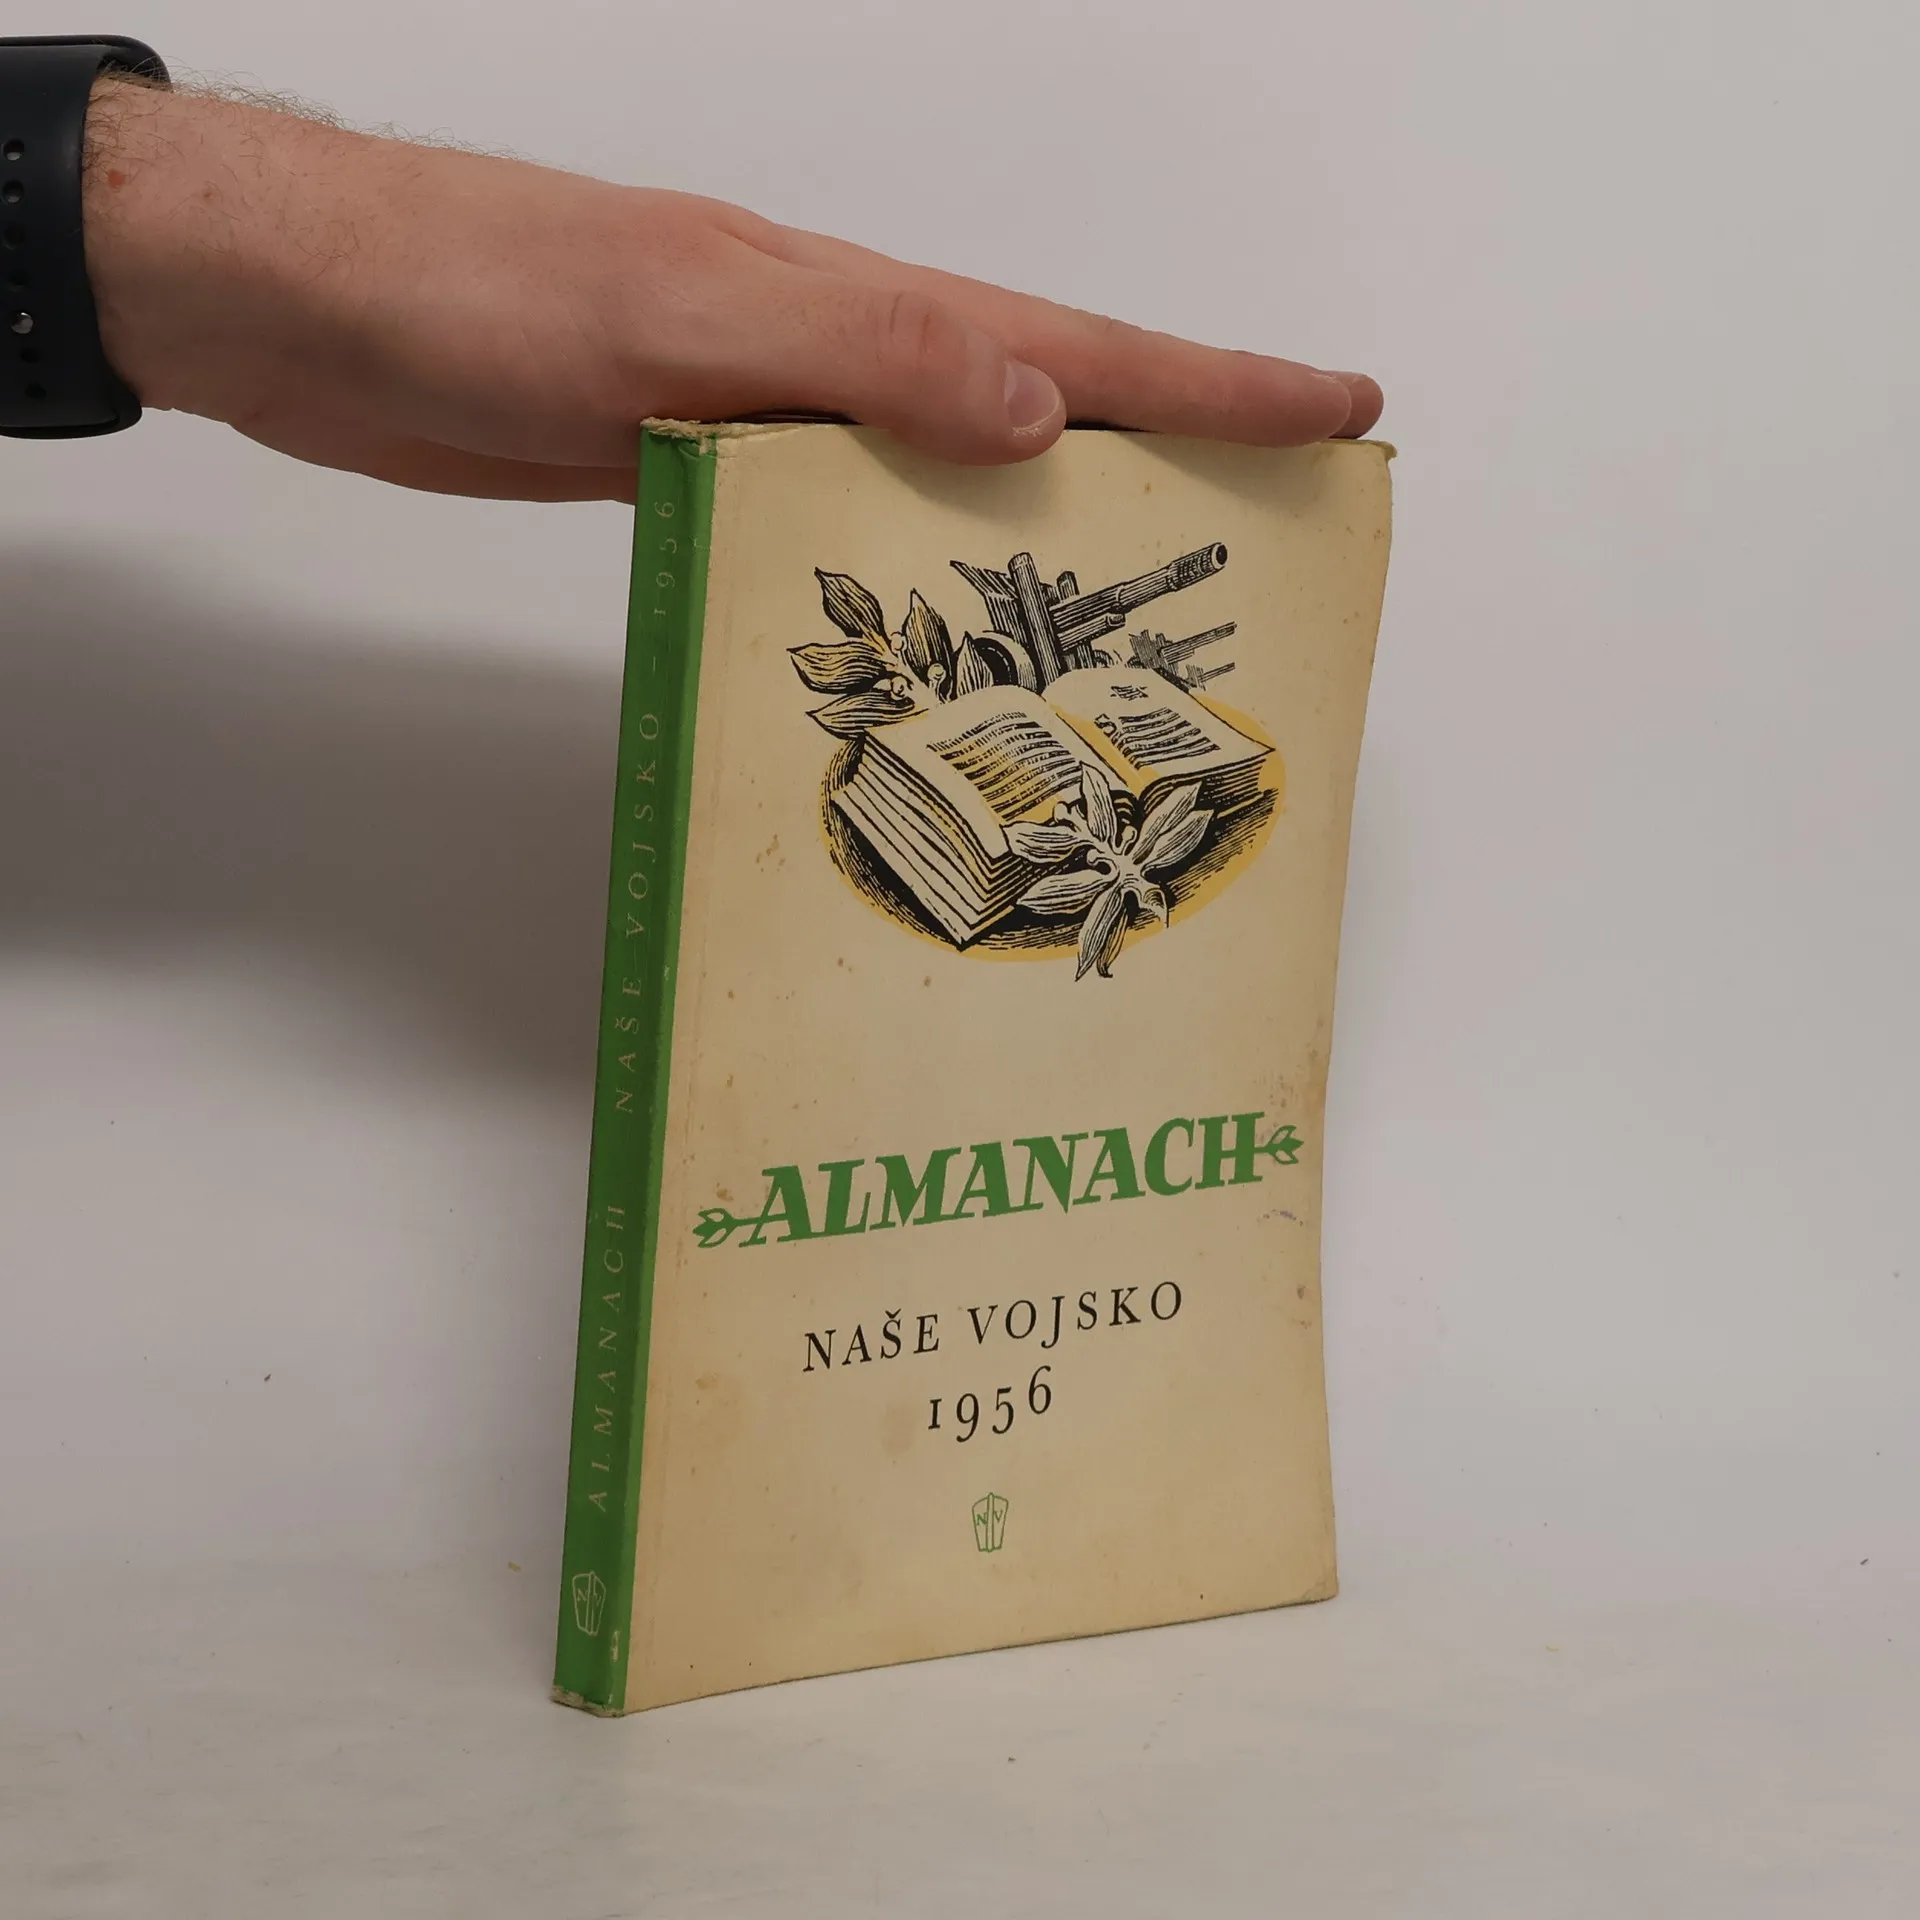 ALMANACH
NAŠE VOJSKO
1956
N V
ALMANACH NAŠE VOJSKO – 1956
N V